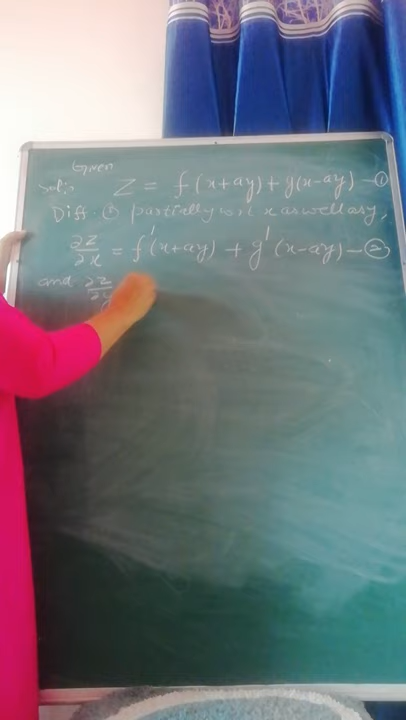 Given
Sol:- Z = f(x+ay)+g(x-ay) -①
Diff. ① partially w.r.t x as well as y,
∂Z/∂x = f'(x+ay) + g'(x-ay) -②
and ∂z/∂y